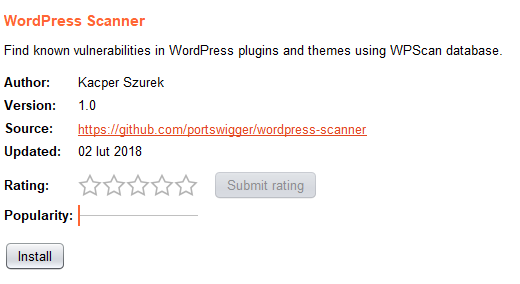 WordPress Scanner
Find known vulnerabilities in WordPress plugins and themes using WPScan database.
Author: Kacper Szurek
Version: 1.0
Source: https://github.com/portswigger/wordpress-scanner
Updated: 02 lut 2018
Rating: Submit rating
Popularity:
Install